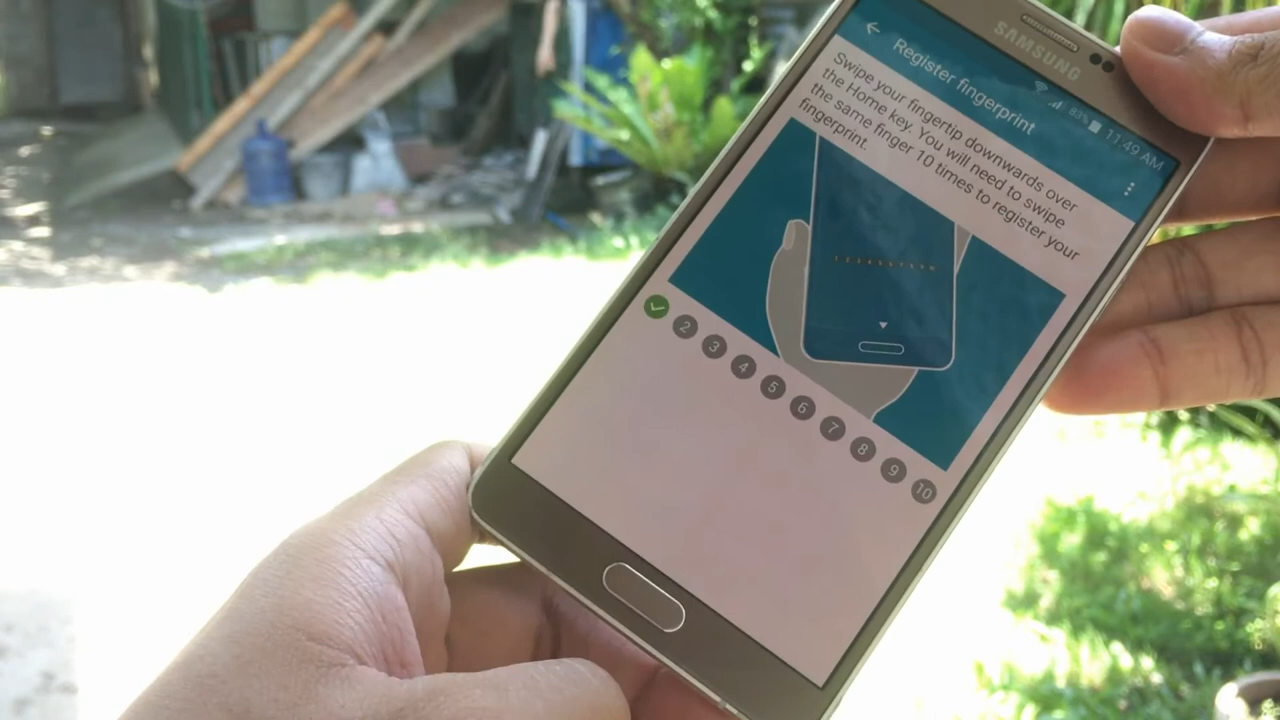 SAMSUNG
83% 11:49 AM
Register fingerprint
Swipe your fingertip downwards over
the Home key. You will need to swipe
the same finger 10 times to register your
fingerprint.
2 3 4 5 6 7 8 9 10